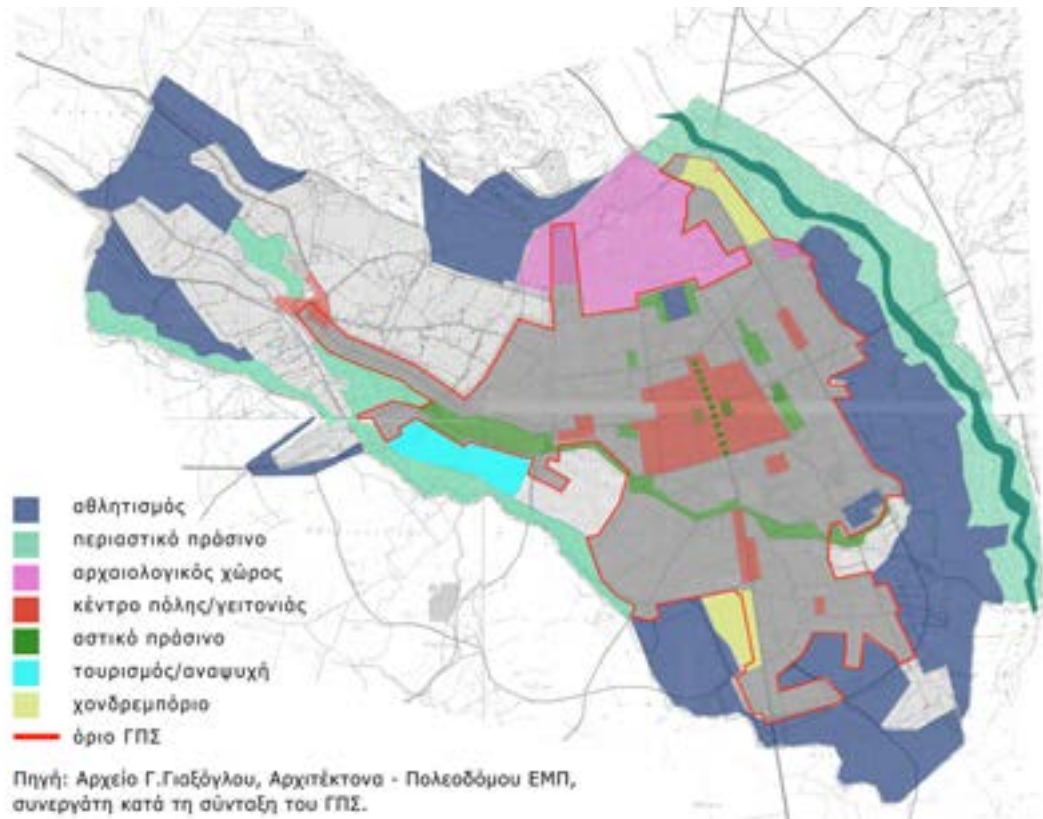 αθλητισμός
περιαστικό πράσινο
αρχαιολογικός χώρος
κέντρο πόλης/γειτονιάς
αστικό πράσινο
τουρισμός/αναψυχή
χονδρεμπόριο
όριο ΓΠΣ
Πηγή: Αρχείο Γ.Γιαξόγλου, Αρχιτέκτονα - Πολεοδόμου ΕΜΠ,
συνεργάτη κατά τη σύνταξη του ΓΠΣ.